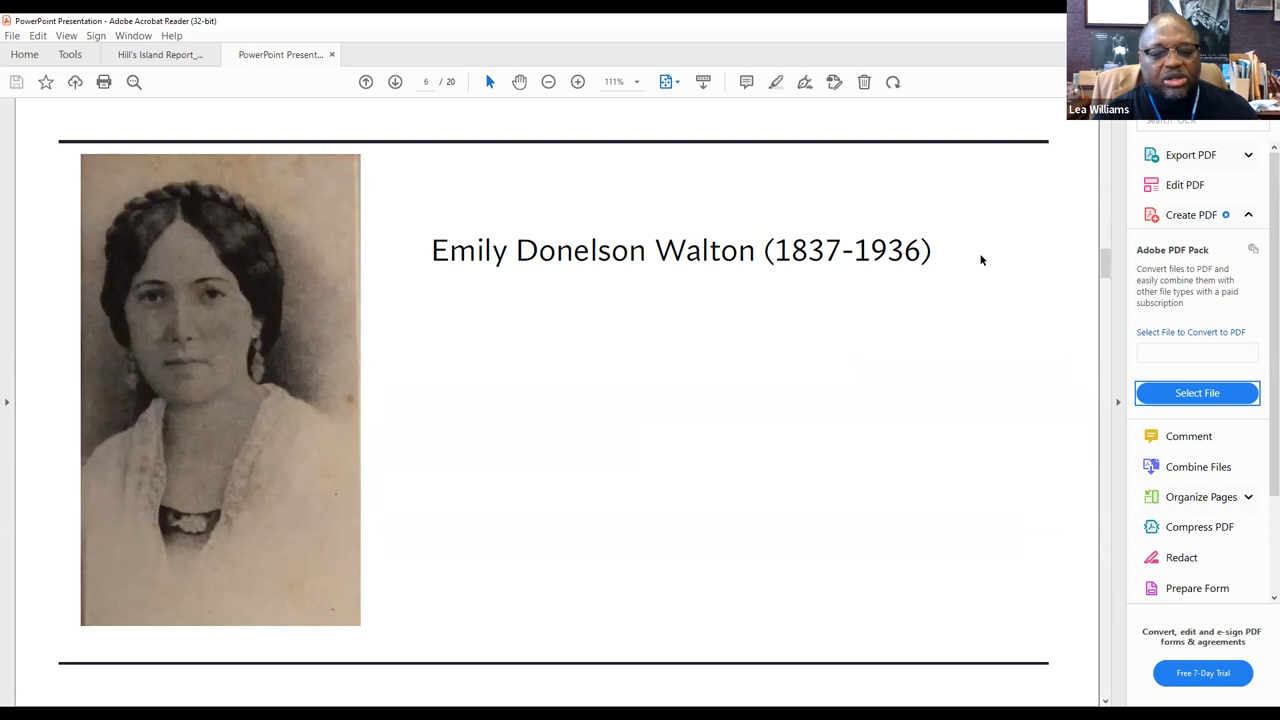 PowerPoint Presentation - Adobe Acrobat Reader (32-bit)
File Edit View Sign Window Help
Home Tools Hill's Island Report_... PowerPoint Present... ×
6 / 20 111%
Lea Williams
Search 'OCR'
Export PDF
Edit PDF
Create PDF
Adobe PDF Pack
Convert files to PDF and
easily combine them with
other file types with a paid
subscription
Select File to Convert to PDF
Select File
Comment
Combine Files
Organize Pages
Compress PDF
Redact
Prepare Form
Convert, edit and e-sign PDF
forms & agreements
Free 7-Day Trial
Emily Donelson Walton (1837-1936)